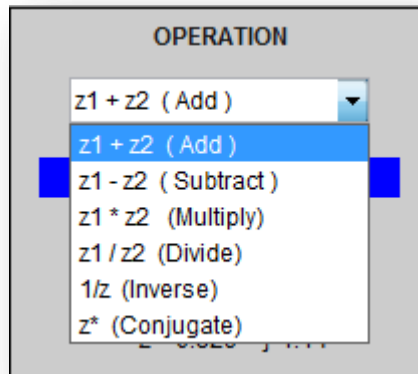 OPERATION
z1 + z2 ( Add )
z1 + z2 ( Add )
z1 - z2 ( Subtract )
z1 * z2 (Multiply)
z1 / z2 (Divide)
1/z (Inverse)
z* (Conjugate)